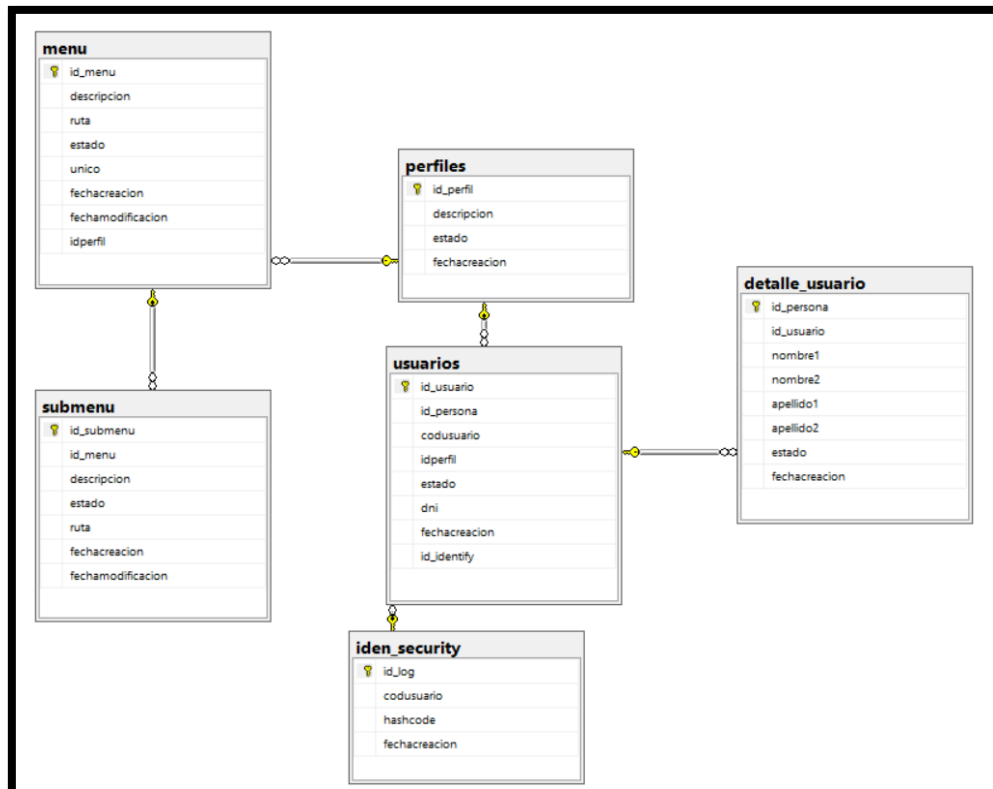 menu
id_menu
descripcion
ruta
estado
unico
fechacreacion
fechamodificacion
idperfil
perfiles
id_perfil
descripcion
estado
fechacreacion
detalle_usuario
id_persona
id_usuario
nombre1
nombre2
apellido1
apellido2
estado
fechacreacion
usuarios
id_usuario
id_persona
codusuario
idperfil
estado
dni
fechacreacion
id_identify
submenu
id_submenu
id_menu
descripcion
estado
ruta
fechacreacion
fechamodificacion
iden_security
id_log
codusuario
hashcode
fechacreacion